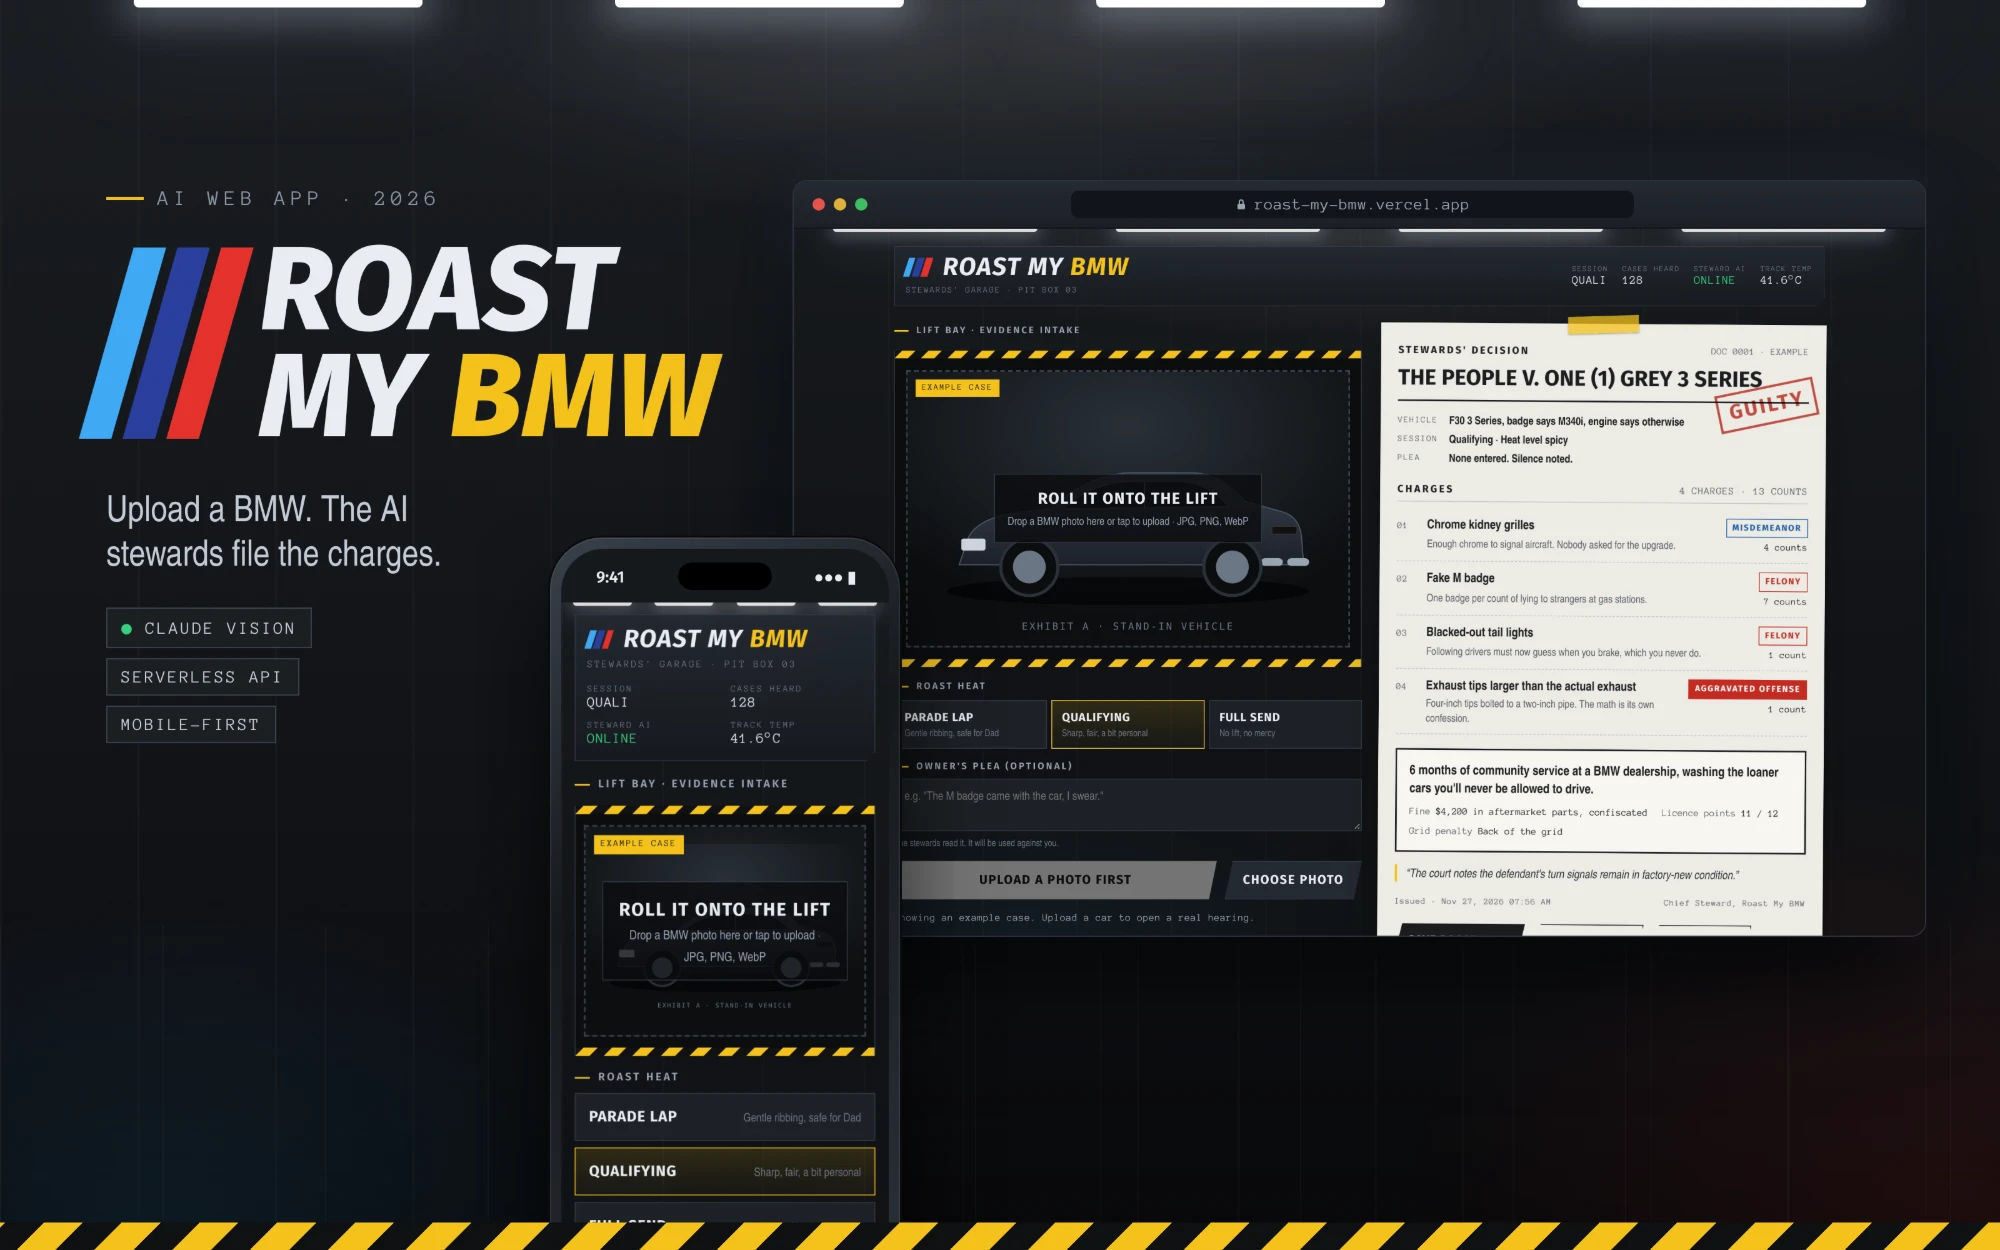 AI WEB APP · 2026
ROAST
MY BMW
Upload a BMW. The AI
stewards file the charges.
CLAUDE VISION
SERVERLESS API
MOBILE-FIRST
roast-my-bmw.vercel.app
ROAST MY BMW
STEWARDS' GARAGE · PIT BOX 03
SESSION CASES HEARD STEWARD AI TRACK TEMP
QUALI 128 ONLINE 41.6°C
LIFT BAY · EVIDENCE INTAKE
EXAMPLE CASE
ROLL IT ONTO THE LIFT
Drop a BMW photo here or tap to upload · JPG, PNG, WebP
EXHIBIT A · STAND-IN VEHICLE
ROAST HEAT
PARADE LAP
Gentle ribbing, safe for Dad
QUALIFYING
Sharp, fair, a bit personal
FULL SEND
No lift, no mercy
OWNER'S PLEA (OPTIONAL)
e.g. "The M badge came with the car, I swear."
stewards read it. It will be used against you.
UPLOAD A PHOTO FIRST
CHOOSE PHOTO
an example case. Upload a car to open a real hearing.
STEWARDS' DECISION
DOC 0001 · EXAMPLE
THE PEOPLE V. ONE (1) GREY 3 SERIES
GUILTY
VEHICLE F30 3 Series, badge says M340i, engine says otherwise
SESSION Qualifying · Heat level spicy
PLEA None entered. Silence noted.
CHARGES 4 CHARGES · 13 COUNTS
01 Chrome kidney grilles MISDEMEANOR
Enough chrome to signal aircraft. Nobody asked for the upgrade. 4 counts
02 Fake M badge FELONY
One badge per count of lying to strangers at gas stations. 7 counts
03 Blacked-out tail lights FELONY
Following drivers must now guess when you brake, which you never do. 1 count
04 Exhaust tips larger than the actual exhaust AGGRAVATED OFFENSE
Four-inch tips bolted to a two-inch pipe. The math is its own 1 count
confession.
6 months of community service at a BMW dealership, washing the loaner
cars you'll never be allowed to drive.
Fine $4,200 in aftermarket parts, confiscated Licence points 11 / 12
Grid penalty Back of the grid
"The court notes the defendant's turn signals remain in factory-new condition."
Issued · Nov 27, 2026 07:56 AM Chief Steward, Roast My BMW
9:41
ROAST MY BMW
STEWARDS' GARAGE · PIT BOX 03
SESSION CASES HEARD
QUALI 128
STEWARD AI TRACK TEMP
ONLINE 41.6°C
LIFT BAY · EVIDENCE INTAKE
EXAMPLE CASE
ROLL IT ONTO THE LIFT
Drop a BMW photo here or tap to upload ·
JPG, PNG, WebP
EXHIBIT A · STAND-IN VEHICLE
ROAST HEAT
PARADE LAP Gentle ribbing, safe for Dad
QUALIFYING Sharp, fair, a bit personal